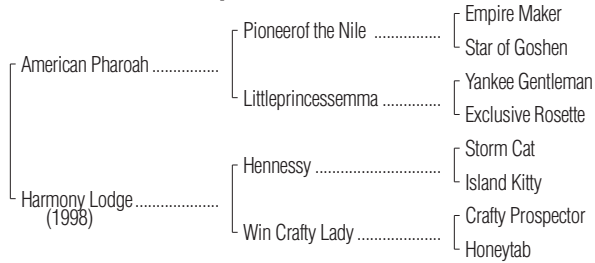 Empire Maker
Pioneerof the Nile ................
Star of Goshen
American Pharoah ................
Yankee Gentleman
Littleprincessemma ..............
Exclusive Rosette
Storm Cat
Hennessy ..............................
Island Kitty
Harmony Lodge ....................
(1998)
Crafty Prospector
Win Crafty Lady ....................
Honeytab